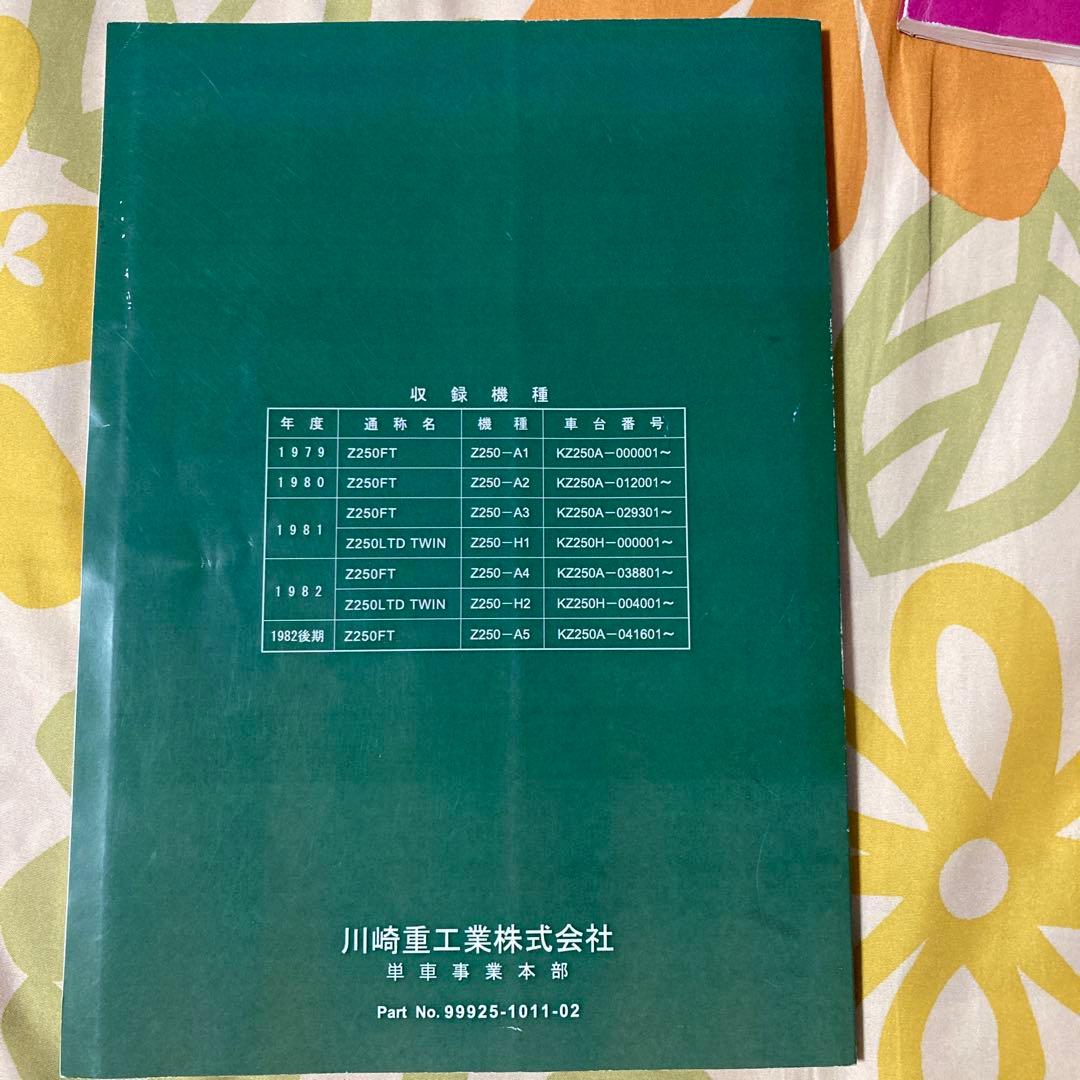 収録機種
年度 通称名 機種 車台番号
1979 Z250FT Z250-A1 KZ250A-000001~
1980 Z250FT Z250-A2 KZ250A-012001~
1981 Z250FT Z250-A3 KZ250A-029301~
Z250LTD TWIN Z250-H1 KZ250H-000001~
1982 Z250FT Z250-A4 KZ250A-038801~
Z250LTD TWIN Z250-H2 KZ250H-004001~
1982後期 Z250FT Z250-A5 KZ250A-041601~
川崎重工業株式会社
単車事業本部
Part No. 99925-1011-02